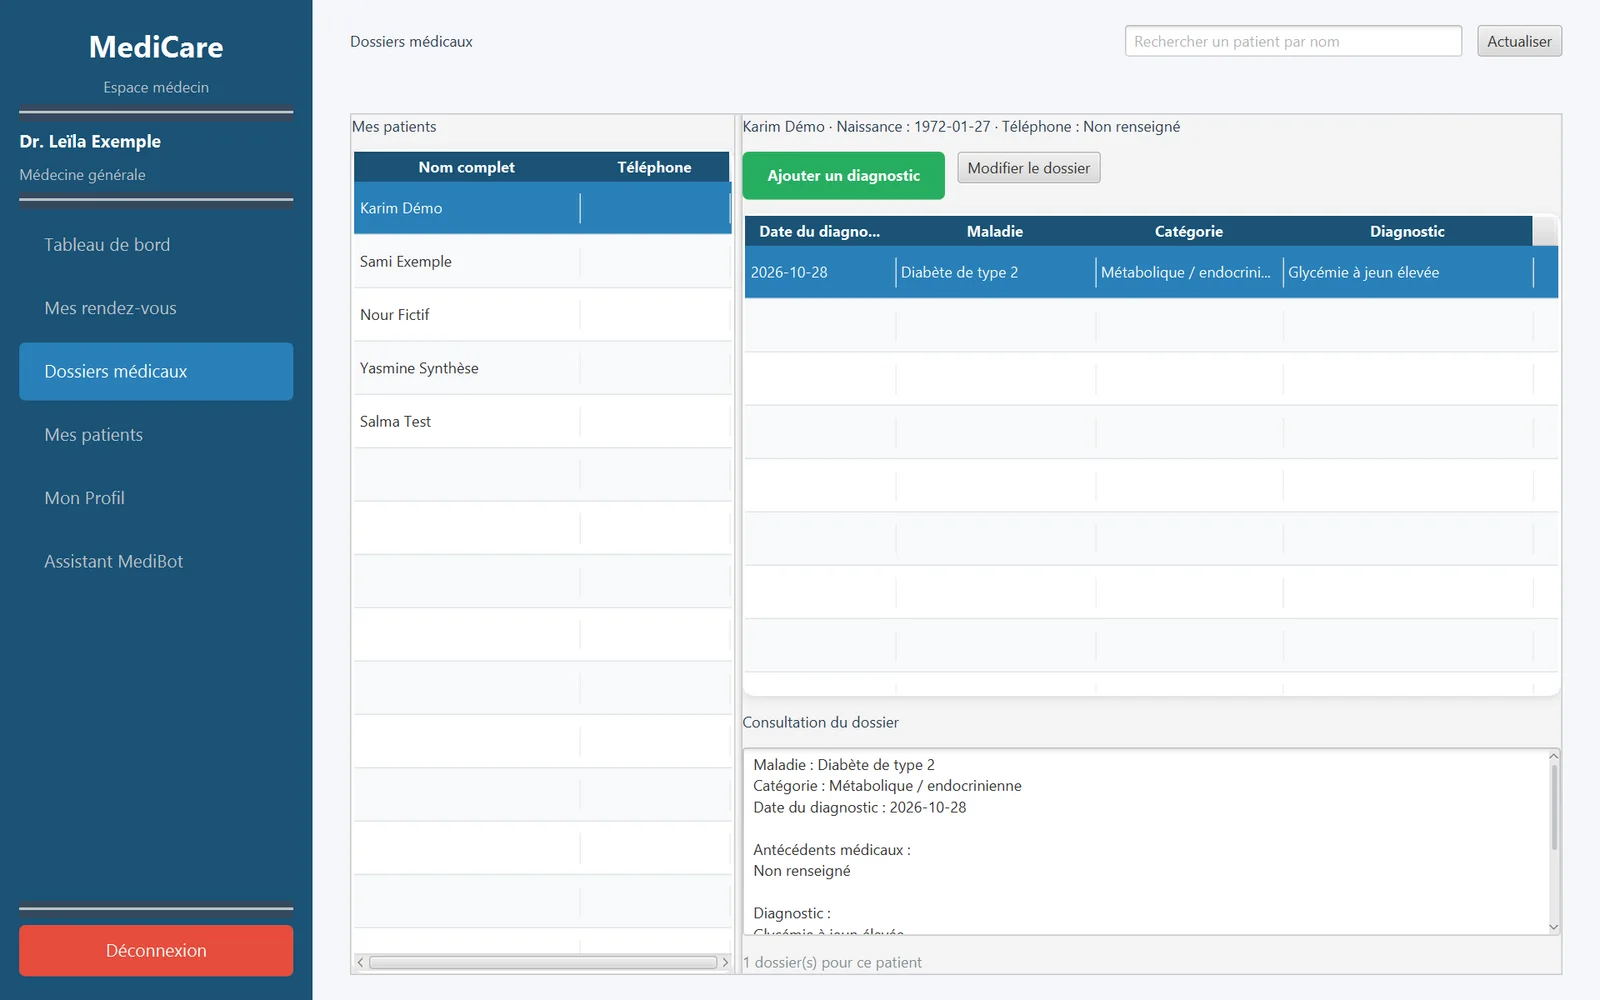 MediCare
Espace médecin
Dr. Leïla Exemple
Médecine générale
Tableau de bord
Mes rendez-vous
Dossiers médicaux
Mes patients
Mon Profil
Assistant MediBot
Déconnexion
Dossiers médicaux
Rechercher un patient par nom
Actualiser
Mes patients
Nom complet Téléphone
Karim Démo
Sami Exemple
Nour Fictif
Yasmine Synthèse
Salma Test
Karim Démo · Naissance : 1972-01-27 · Téléphone : Non renseigné
Ajouter un diagnostic
Modifier le dossier
Date du diagno... Maladie Catégorie Diagnostic
2026-10-28 Diabète de type 2 Métabolique / endocrini... Glycémie à jeun élevée
Consultation du dossier
Maladie : Diabète de type 2
Catégorie : Métabolique / endocrinienne
Date du diagnostic : 2026-10-28
Antécédents médicaux :
Non renseigné
Diagnostic :
Glycémie à jeun élevée
1 dossier(s) pour ce patient